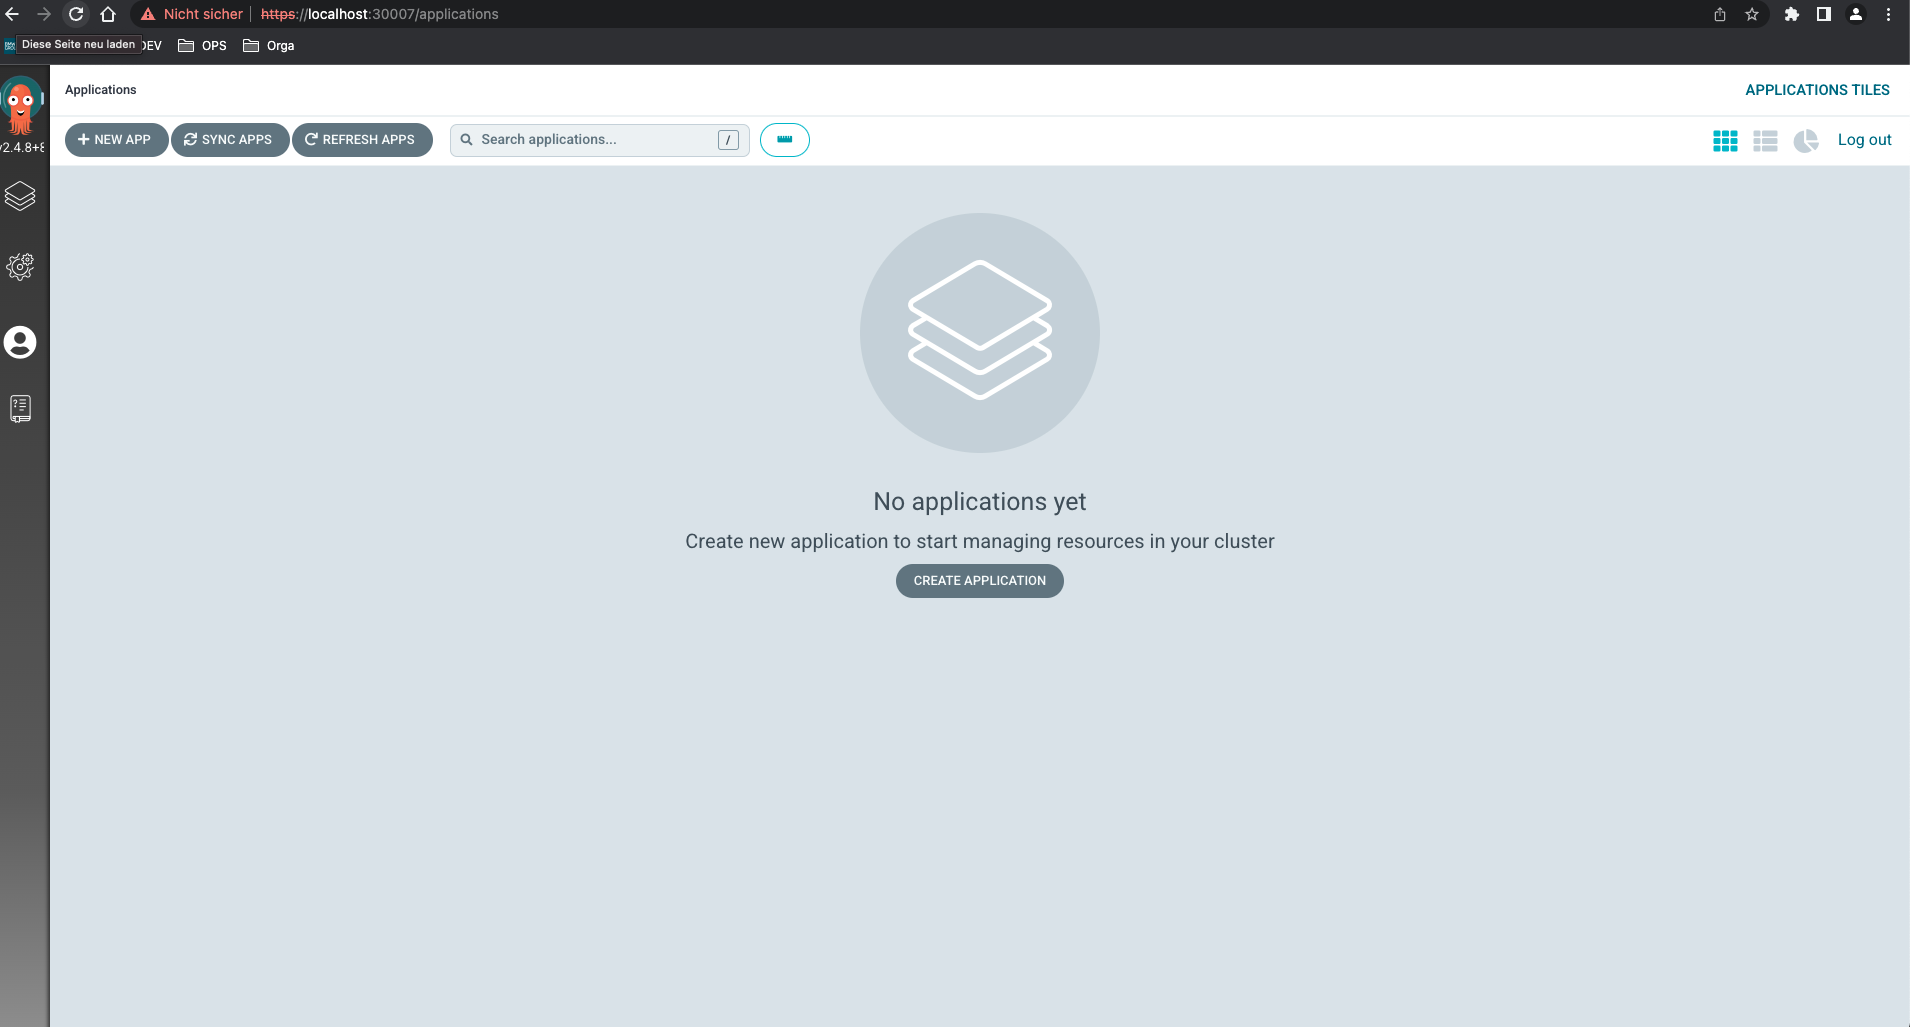 Nicht sicher https://localhost:30007/applications
Diese Seite neu laden DEV OPS Orga
Applications APPLICATIONS TILES
NEW APP SYNC APPS REFRESH APPS Search applications... / Log out
v2.4.8+8
No applications yet
Create new application to start managing resources in your cluster
CREATE APPLICATION